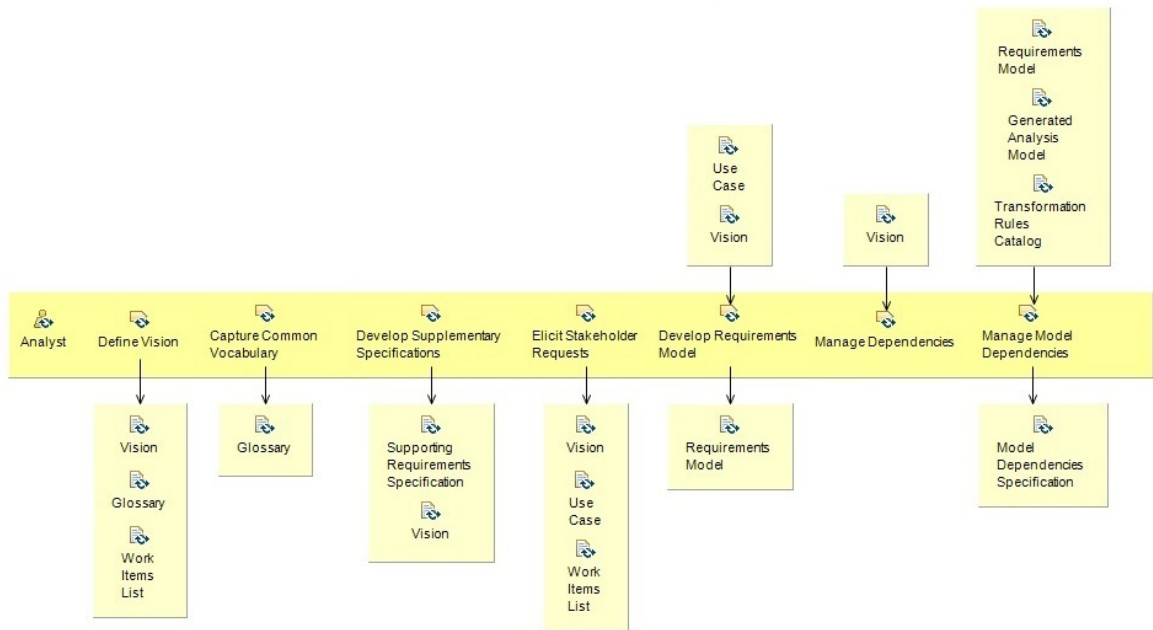 Requirements
Model
Generated
Analysis
Model
Transformation
Rules
Catalog
Use
Case
Vision
Vision
Analyst
Define Vision
Capture Common
Vocabulary
Develop Supplementary
Specifications
Elicit Stakeholder
Requests
Develop Requirements
Model
Manage Dependencies
Manage Model
Dependencies
Vision
Glossary
Work
Items
List
Glossary
Supporting
Requirements
Specification
Vision
Vision
Use
Case
Work
Items
List
Requirements
Model
Model
Dependencies
Specification